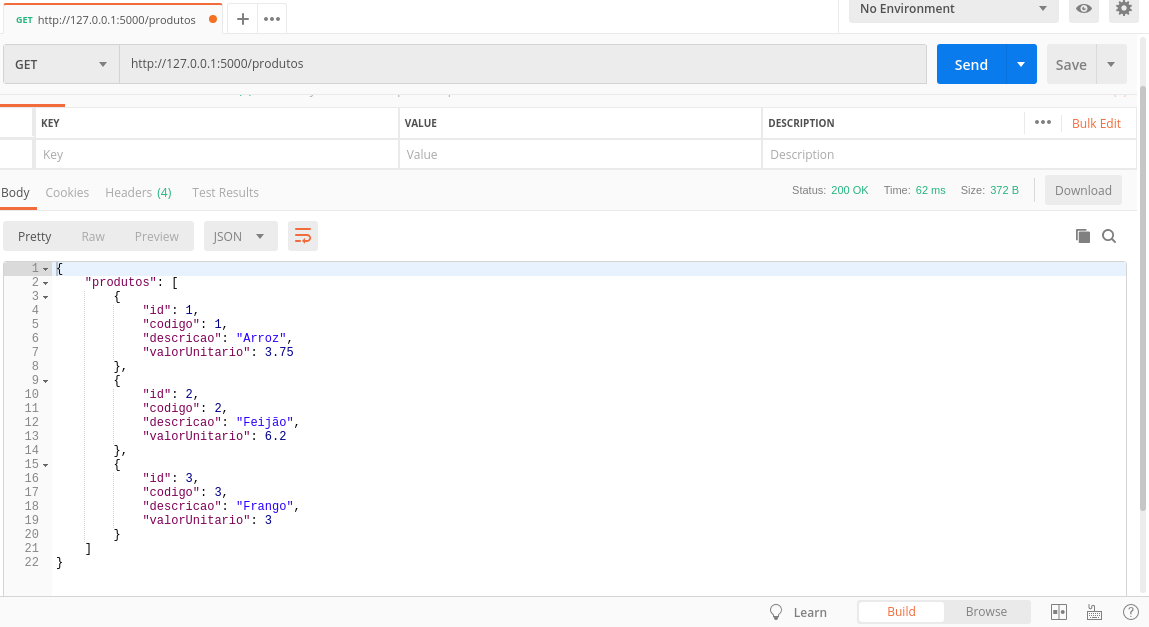 GET http://127.0.0.1:5000/produtos
No Environment
GET http://127.0.0.1:5000/produtos Send Save
KEY VALUE DESCRIPTION ••• Bulk Edit
Key Value Description
Body Cookies Headers (4) Test Results Status: 200 OK Time: 62 ms Size: 372 B Download
Pretty Raw Preview JSON
1 {
2 "produtos": [
3 {
4 "id": 1,
5 "codigo": 1,
6 "descricao": "Arroz",
7 "valorUnitario": 3.75
8 },
9 {
10 "id": 2,
11 "codigo": 2,
12 "descricao": "Feijão",
13 "valorUnitario": 6.2
14 },
15 {
16 "id": 3,
17 "codigo": 3,
18 "descricao": "Frango",
19 "valorUnitario": 3
20 }
21 ]
22 }
Learn Build Browse